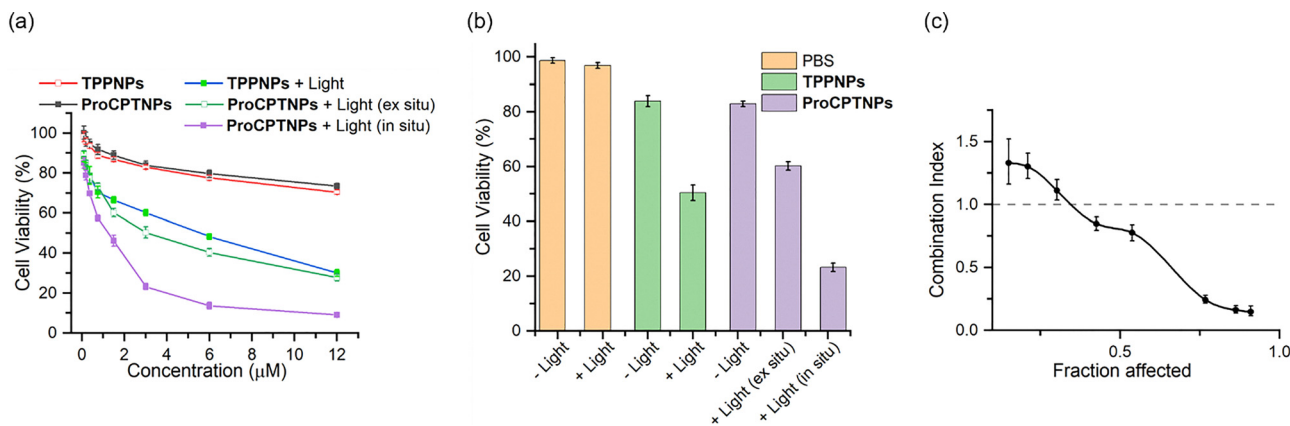 (a)
TPPNPs
TPPNPs + Light
ProCPTNPs
ProCPTNPs + Light (ex situ)
ProCPTNPs + Light (in situ)
Cell Viability (%)
100
80
60
40
20
0
0 2 4 6 8 10 12
Concentration (μM)
(b)
PBS
TPPNPs
ProCPTNPs
Cell Viability (%)
100
80
60
40
20
0
- Light
+ Light
- Light
+ Light
- Light
+ Light (ex situ)
+ Light (in situ)
(c)
Combination Index
1.5
1.0
0.5
0.0
0.5 1.0
Fraction affected